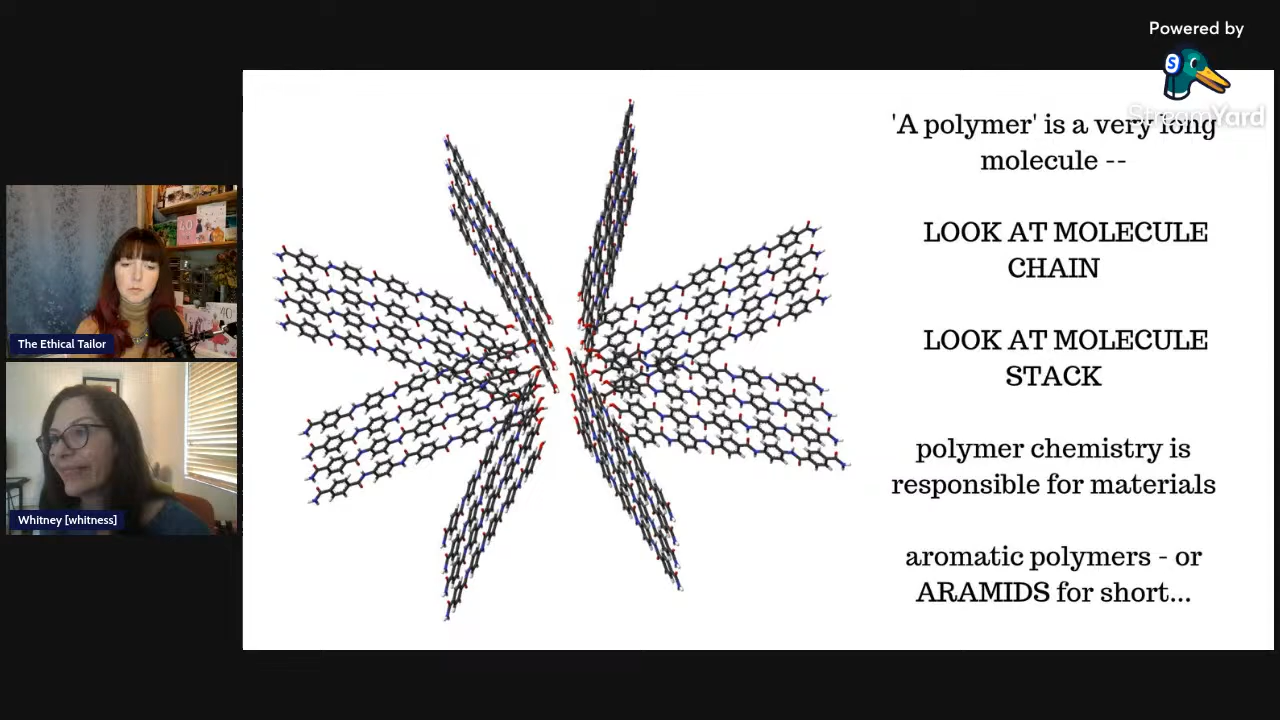 Powered by
StreamYard
'A polymer' is a very long
molecule --
LOOK AT MOLECULE
CHAIN
LOOK AT MOLECULE
STACK
polymer chemistry is
responsible for materials
aromatic polymers - or
ARAMIDS for short...
The Ethical Tailor
Whitney [whitness]